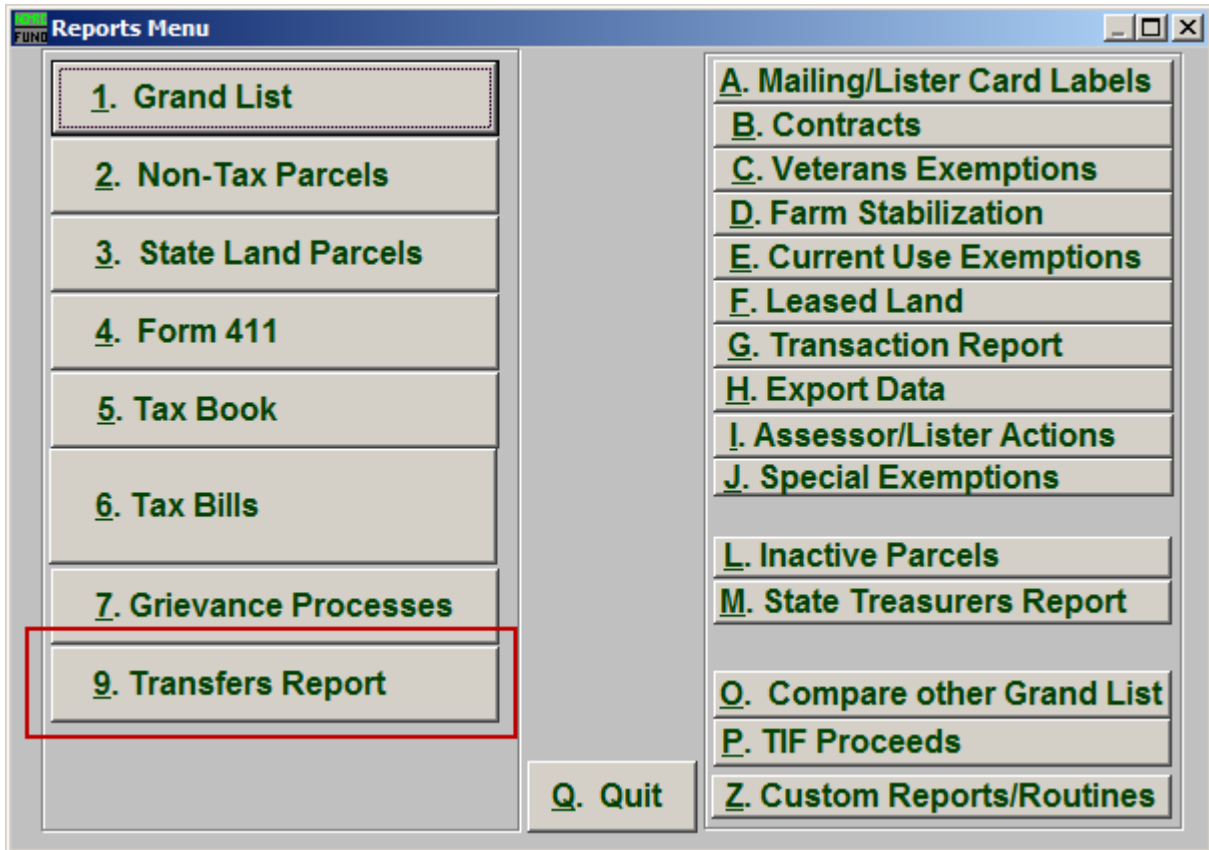 NEMRC
FUND
Reports Menu
1. Grand List
2. Non-Tax Parcels
3. State Land Parcels
4. Form 411
5. Tax Book
6. Tax Bills
7. Grievance Processes
9. Transfers Report
Q. Quit
A. Mailing/Lister Card Labels
B. Contracts
C. Veterans Exemptions
D. Farm Stabilization
E. Current Use Exemptions
F. Leased Land
G. Transaction Report
H. Export Data
I. Assessor/Lister Actions
J. Special Exemptions
L. Inactive Parcels
M. State Treasurers Report
O. Compare other Grand List
P. TIF Proceeds
Z. Custom Reports/Routines